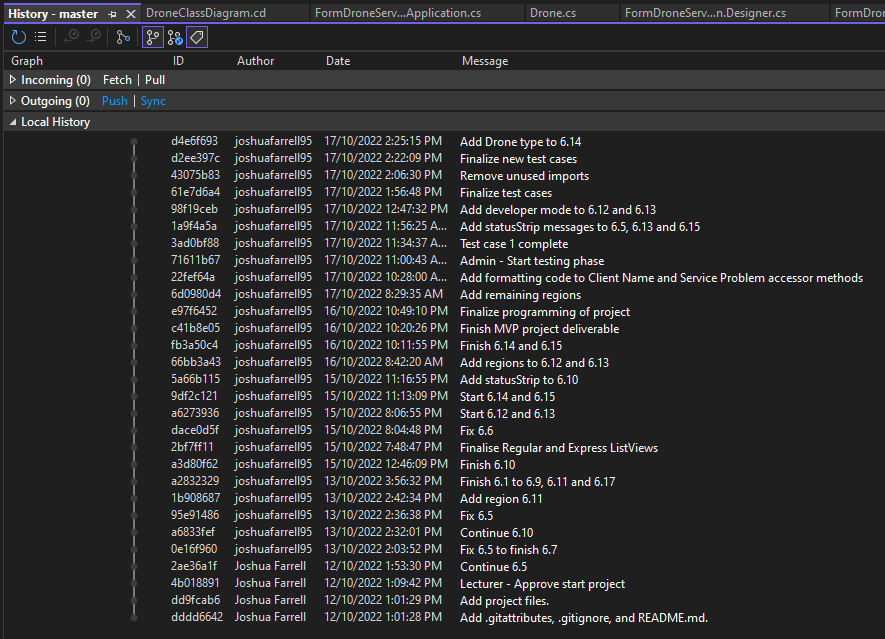 History - master DroneClassDiagram.cd FormDroneServ...Application.cs Drone.cs FormDroneServ...n.Designer.cs FormDron
Graph ID Author Date Message
Incoming (0) Fetch | Pull
Outgoing (0) Push | Sync
Local History
d4e6f693 joshuafarrell95 17/10/2022 2:25:15 PM Add Drone type to 6.14
d2ee397c joshuafarrell95 17/10/2022 2:22:09 PM Finalize new test cases
43075b83 joshuafarrell95 17/10/2022 2:06:30 PM Remove unused imports
61e7d6a4 joshuafarrell95 17/10/2022 1:56:48 PM Finalize test cases
98f19ceb joshuafarrell95 17/10/2022 12:47:32 PM Add developer mode to 6.12 and 6.13
1a9f4a5a joshuafarrell95 17/10/2022 11:56:25 A... Add statusStrip messages to 6.5, 6.13 and 6.15
3ad0bf88 joshuafarrell95 17/10/2022 11:34:37 A... Test case 1 complete
71611b67 joshuafarrell95 17/10/2022 11:00:43 A... Admin - Start testing phase
22fef64a joshuafarrell95 17/10/2022 10:28:00 A... Add formatting code to Client Name and Service Problem accessor methods
6d0980d4 joshuafarrell95 17/10/2022 8:29:35 AM Add remaining regions
e97f6452 joshuafarrell95 16/10/2022 10:49:10 PM Finalize programming of project
c41b8e05 joshuafarrell95 16/10/2022 10:20:26 PM Finish MVP project deliverable
fb3a50c4 joshuafarrell95 16/10/2022 10:11:55 PM Finish 6.14 and 6.15
66bb3a43 joshuafarrell95 16/10/2022 8:42:20 AM Add regions to 6.12 and 6.13
5a66b115 joshuafarrell95 15/10/2022 11:16:55 PM Add statusStrip to 6.10
9df2c121 joshuafarrell95 15/10/2022 11:13:09 PM Start 6.14 and 6.15
a6273936 joshuafarrell95 15/10/2022 8:06:55 PM Start 6.12 and 6.13
dace0d5f joshuafarrell95 15/10/2022 8:04:48 PM Fix 6.6
2bf7ff11 joshuafarrell95 15/10/2022 7:48:47 PM Finalise Regular and Express ListViews
a3d80f62 joshuafarrell95 15/10/2022 12:46:09 PM Finish 6.10
a2832329 joshuafarrell95 13/10/2022 3:56:32 PM Finish 6.1 to 6.9, 6.11 and 6.17
1b908687 joshuafarrell95 13/10/2022 2:42:34 PM Add region 6.11
95e91486 joshuafarrell95 13/10/2022 2:36:38 PM Fix 6.5
a6833fef joshuafarrell95 13/10/2022 2:32:01 PM Continue 6.10
0e16f960 joshuafarrell95 13/10/2022 2:03:52 PM Fix 6.5 to finish 6.7
2ae36a1f Joshua Farrell 12/10/2022 1:53:30 PM Continue 6.5
4b018891 Joshua Farrell 12/10/2022 1:09:42 PM Lecturer - Approve start project
dd9fcab6 Joshua Farrell 12/10/2022 1:01:29 PM Add project files.
dddd6642 Joshua Farrell 12/10/2022 1:01:28 PM Add .gitattributes, .gitignore, and README.md.